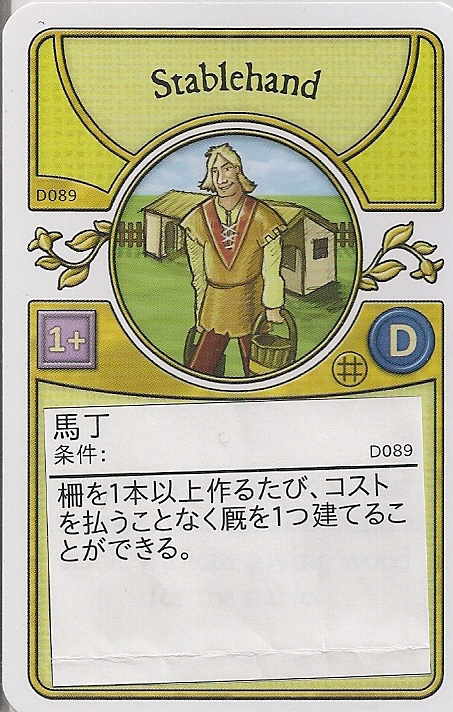 Stablehand
D089
1+
D
馬丁
条件:
D089
柵を1本以上作るたび、コスト
を払うことなく厩を1つ建てるこ
とができる。